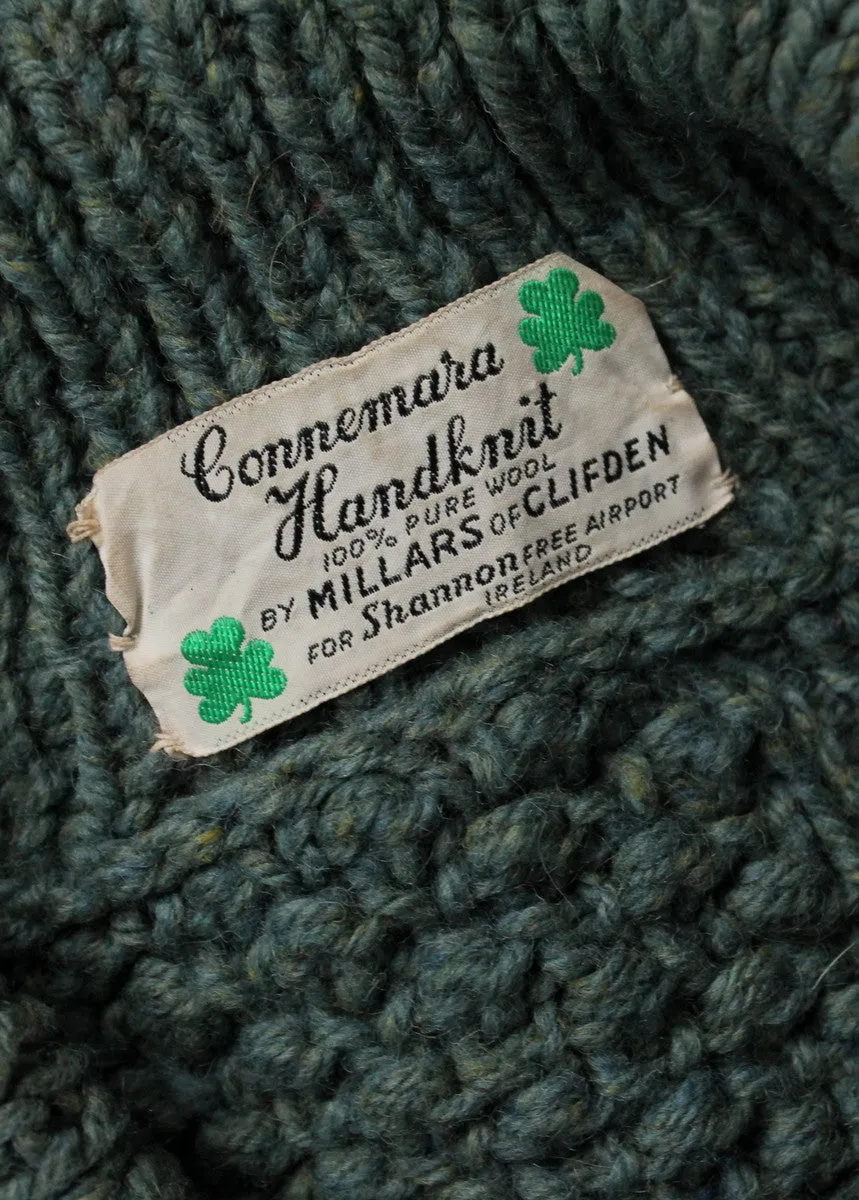 Connemara
Handknit
100% PURE WOOL
BY MILLARS OF CLIFDEN
FOR Shannon FREE AIRPORT
IRELAND